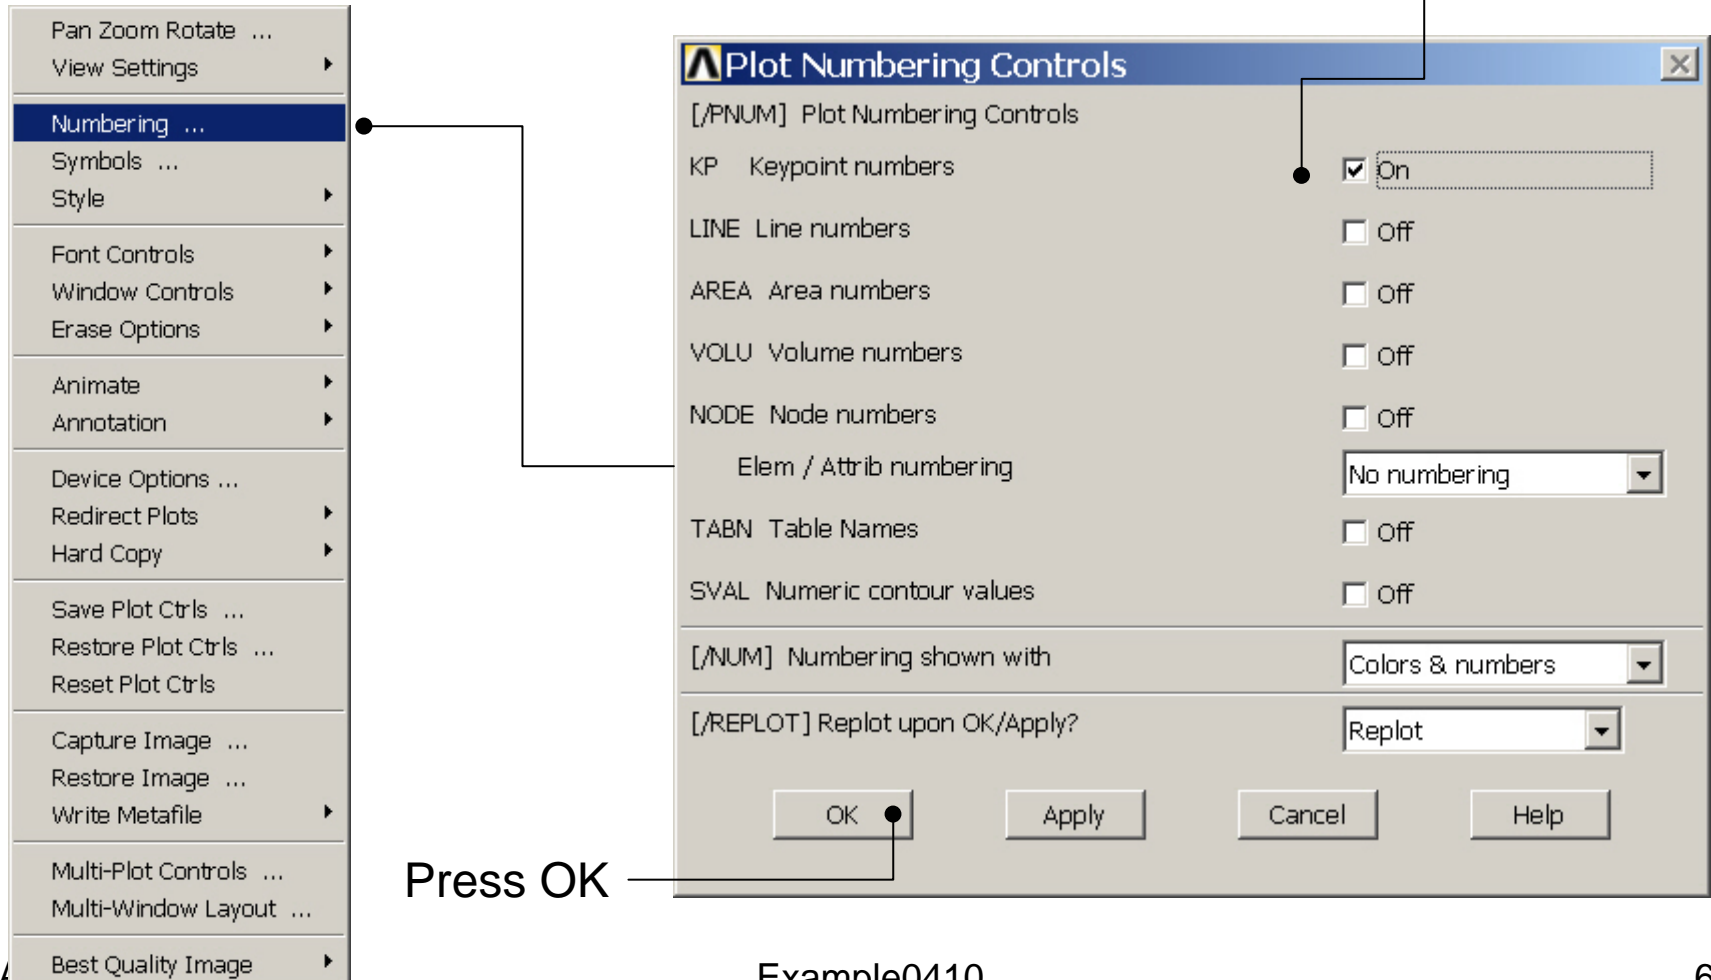 Pan Zoom Rotate ...
View Settings
Numbering ...
Symbols ...
Style
Font Controls
Window Controls
Erase Options
Animate
Annotation
Device Options ...
Redirect Plots
Hard Copy
Save Plot Ctrls ...
Restore Plot Ctrls ...
Reset Plot Ctrls
Capture Image ...
Restore Image ...
Write Metafile
Multi-Plot Controls ...
Multi-Window Layout ...
Best Quality Image
Plot Numbering Controls
[/PNUM] Plot Numbering Controls
KP Keypoint numbers On
LINE Line numbers Off
AREA Area numbers Off
VOLU Volume numbers Off
NODE Node numbers Off
Elem / Attrib numbering No numbering
TABN Table Names Off
SVAL Numeric contour values Off
[/NUM] Numbering shown with Colors & numbers
[/REPLOT] Replot upon OK/Apply? Replot
OK Apply Cancel Help
Press OK
Example0410
6